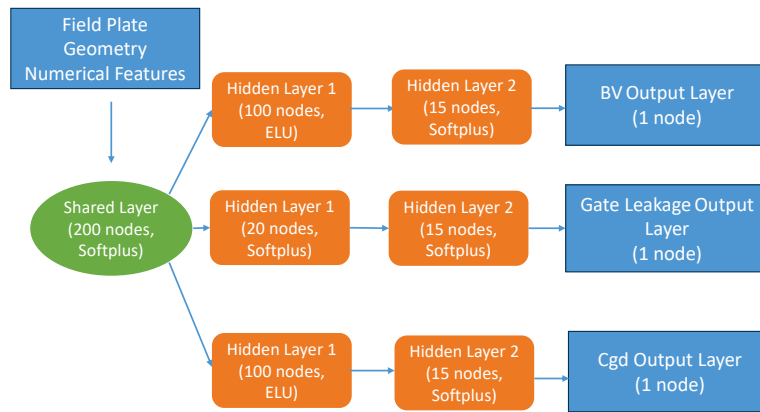 Field Plate
Geometry
Numerical Features
Hidden Layer 1
(100 nodes,
ELU)
Hidden Layer 2
(15 nodes,
Softplus)
BV Output Layer
(1 node)
Shared Layer
(200 nodes,
Softplus)
Hidden Layer 1
(20 nodes,
Softplus)
Hidden Layer 2
(15 nodes,
Softplus)
Gate Leakage Output
Layer
(1 node)
Hidden Layer 1
(100 nodes,
ELU)
Hidden Layer 2
(15 nodes,
Softplus)
Cgd Output Layer
(1 node)